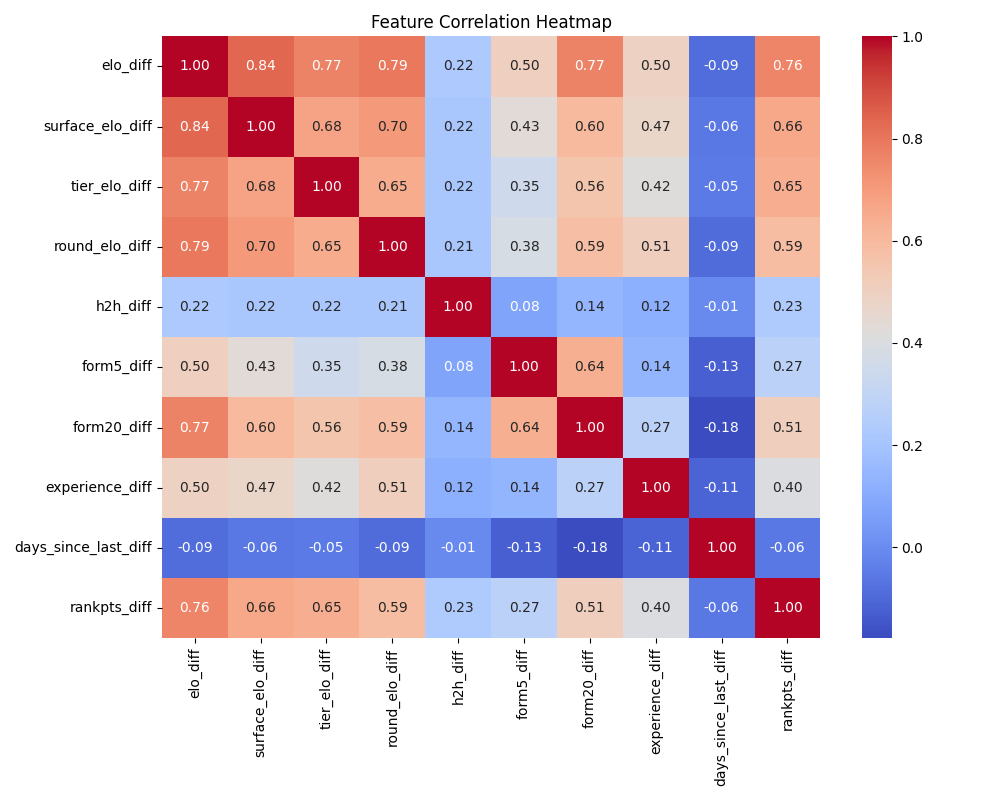 Feature Correlation Heatmap
elo_diff 1.00 0.84 0.77 0.79 0.22 0.50 0.77 0.50 -0.09 0.76
surface_elo_diff 0.84 1.00 0.68 0.70 0.22 0.43 0.60 0.47 -0.06 0.66
tier_elo_diff 0.77 0.68 1.00 0.65 0.22 0.35 0.56 0.42 -0.05 0.65
round_elo_diff 0.79 0.70 0.65 1.00 0.21 0.38 0.59 0.51 -0.09 0.59
h2h_diff 0.22 0.22 0.22 0.21 1.00 0.08 0.14 0.12 -0.01 0.23
form5_diff 0.50 0.43 0.35 0.38 0.08 1.00 0.64 0.14 -0.13 0.27
form20_diff 0.77 0.60 0.56 0.59 0.14 0.64 1.00 0.27 -0.18 0.51
experience_diff 0.50 0.47 0.42 0.51 0.12 0.14 0.27 1.00 -0.11 0.40
days_since_last_diff -0.09 -0.06 -0.05 -0.09 -0.01 -0.13 -0.18 -0.11 1.00 -0.06
rankpts_diff 0.76 0.66 0.65 0.59 0.23 0.27 0.51 0.40 -0.06 1.00
elo_diff
surface_elo_diff
tier_elo_diff
round_elo_diff
h2h_diff
form5_diff
form20_diff
experience_diff
days_since_last_diff
rankpts_diff
1.0
0.8
0.6
0.4
0.2
0.0